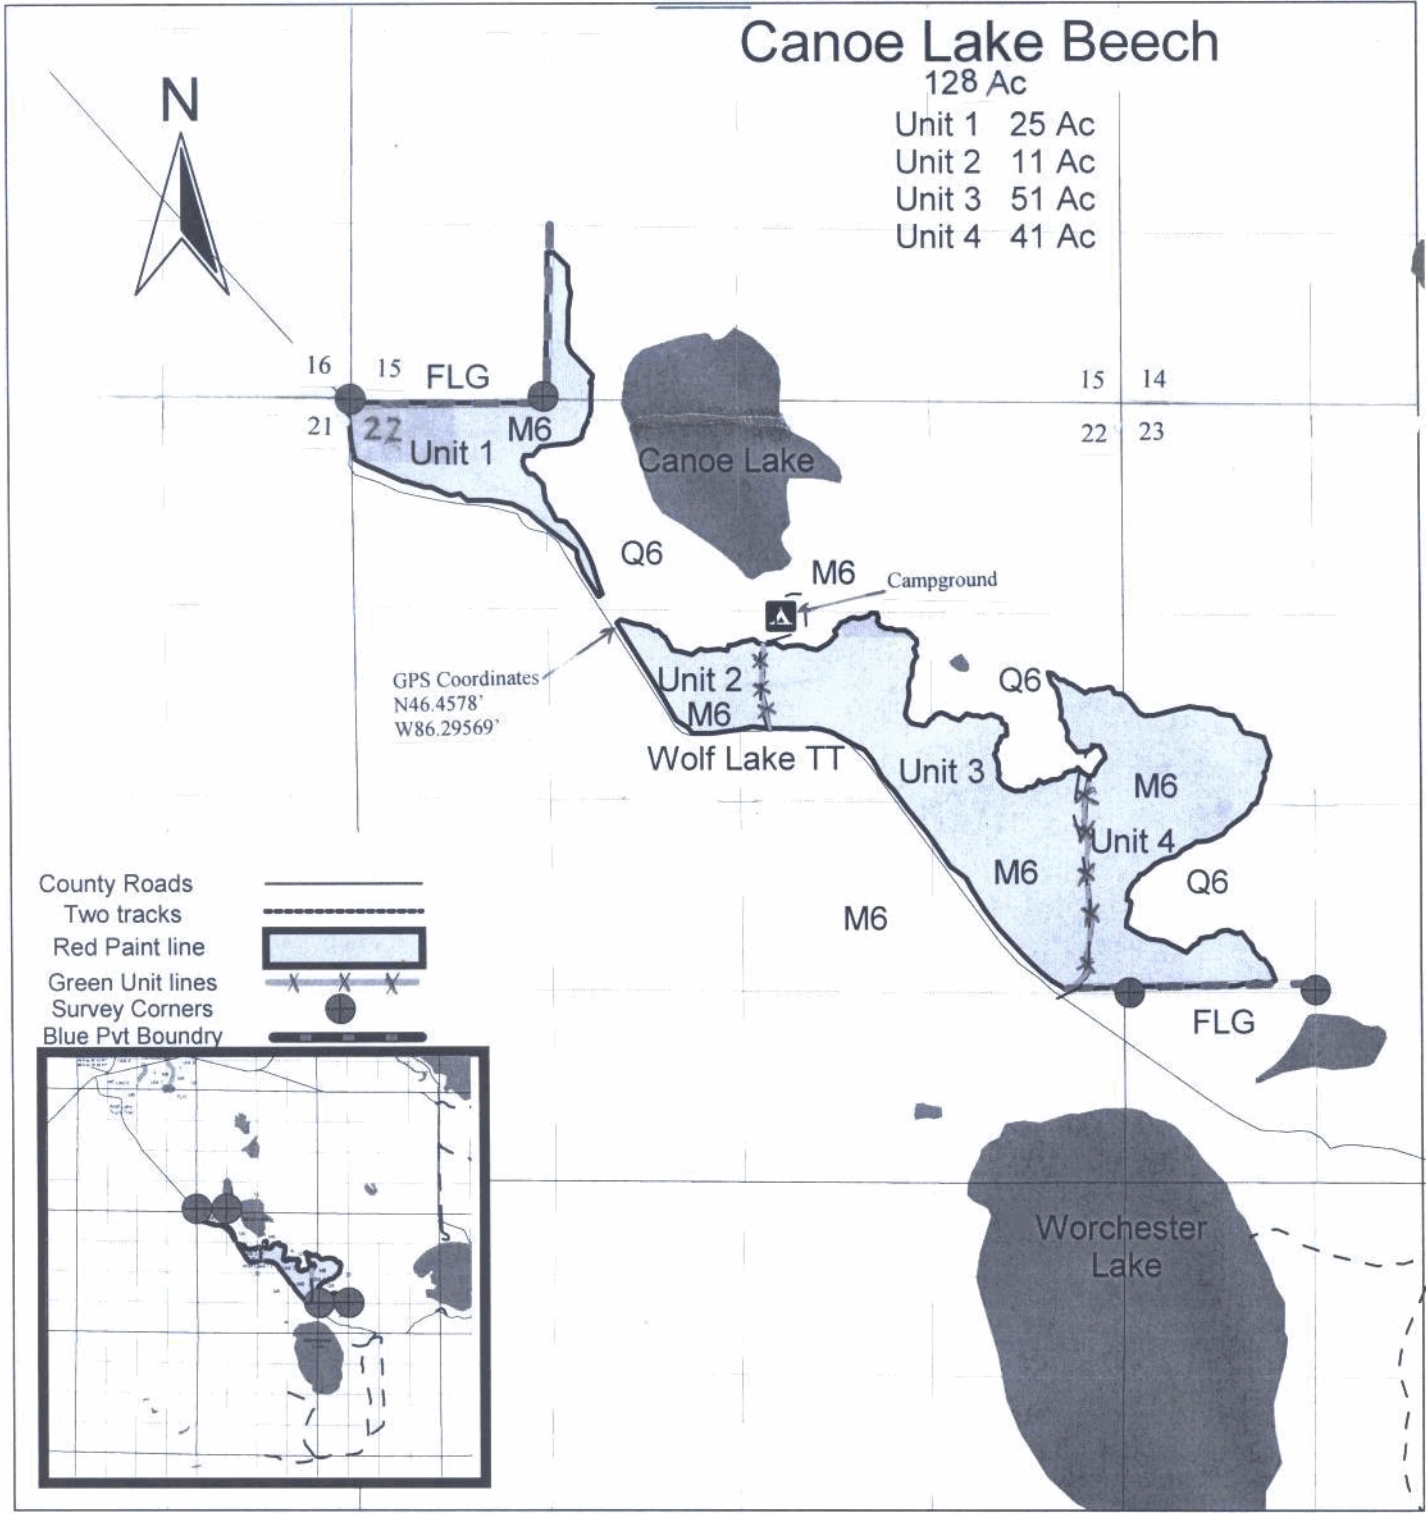 Canoe Lake Beech
128 Ac
Unit 1 25 Ac
Unit 2 11 Ac
Unit 3 51 Ac
Unit 4 41 Ac
N
16 15
FLG
21 22
Unit 1
M6
15 14
22 23
Canoe Lake
Q6
M6
Campground
GPS Coordinates
N46.4578'
W86.29569'
Unit 2
M6
Wolf Lake TT
Q6
Unit 3
M6
Unit 4
M6
Q6
M6
FLG
County Roads
Two tracks
Red Paint line
Green Unit lines
Survey Corners
Blue Pvt Boundry
Worchester
Lake